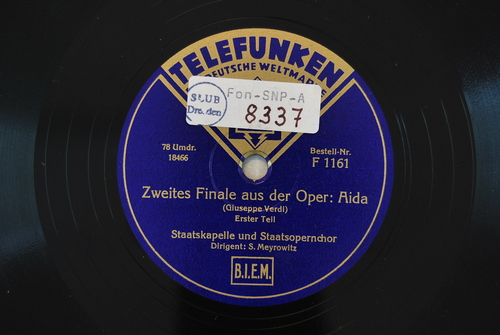 TELEFUNKEN
DEUTSCHE WELTMARKE
SLUB
Dresden
Fon-SNP-A
8337
78 Umdr.
18466
Bestell-Nr.
F 1161
Zweites Finale aus der Oper: Aida
(Giuseppe Verdi)
Erster Teil
Staatskapelle und Staatsopernchor
Dirigent: S. Meyrowitz
B.I.E.M.